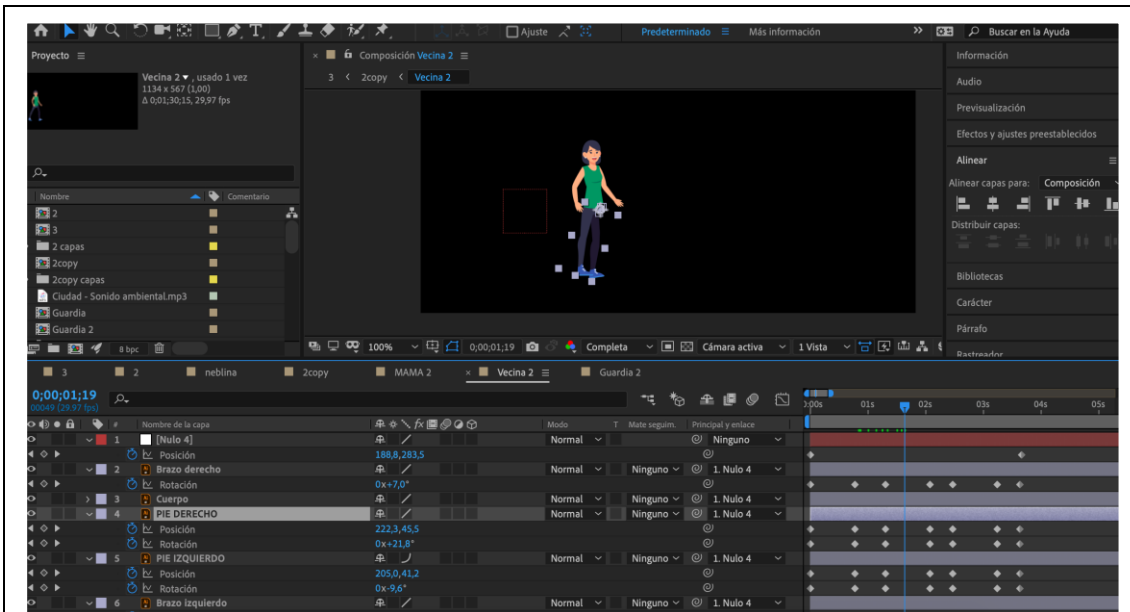 Ajuste Predeterminado Más información Buscar en la Ayuda
Proyecto
Vecina 2 , usado 1 vez
1134 x 567 (1,00)
Δ 0;01;30;15, 29,97 fps
Nombre Comentario
2
3
2 capas
2copy
2copy capas
Ciudad - Sonido ambiental.mp3
Guardia
Guardia 2
8 bpc
Composición Vecina 2
3 2copy Vecina 2
100% 0;00;01;19 Completa Cámara activa 1 Vista
Información
Audio
Previsualización
Efectos y ajustes preestablecidos
Alinear
Alinear capas para: Composición
Distribuir capas:
Bibliotecas
Carácter
Párrafo
Rastreador
3 2 neblina 2copy MAMA 2 Vecina 2 Guardia 2
0;00;01;19
00049 (29.97 fps)
01s 02s 03s 04s 05s
# Nombre de la capa Modo T Mate seguim. Principal y enlace
1 [Nulo 4] Normal Ninguno
Posición 188,8,283,5
2 Brazo derecho Normal Ninguno 1. Nulo 4
Rotación 0x+7,0°
3 Cuerpo Normal Ninguno 1. Nulo 4
4 PIE DERECHO Normal Ninguno 1. Nulo 4
Posición 222,3,45,5
Rotación 0x+21,8°
5 PIE IZQUIERDO Normal Ninguno 1. Nulo 4
Posición 205,0,41,2
Rotación 0x-9,6°
6 Brazo izquierdo Normal Ninguno 1. Nulo 4